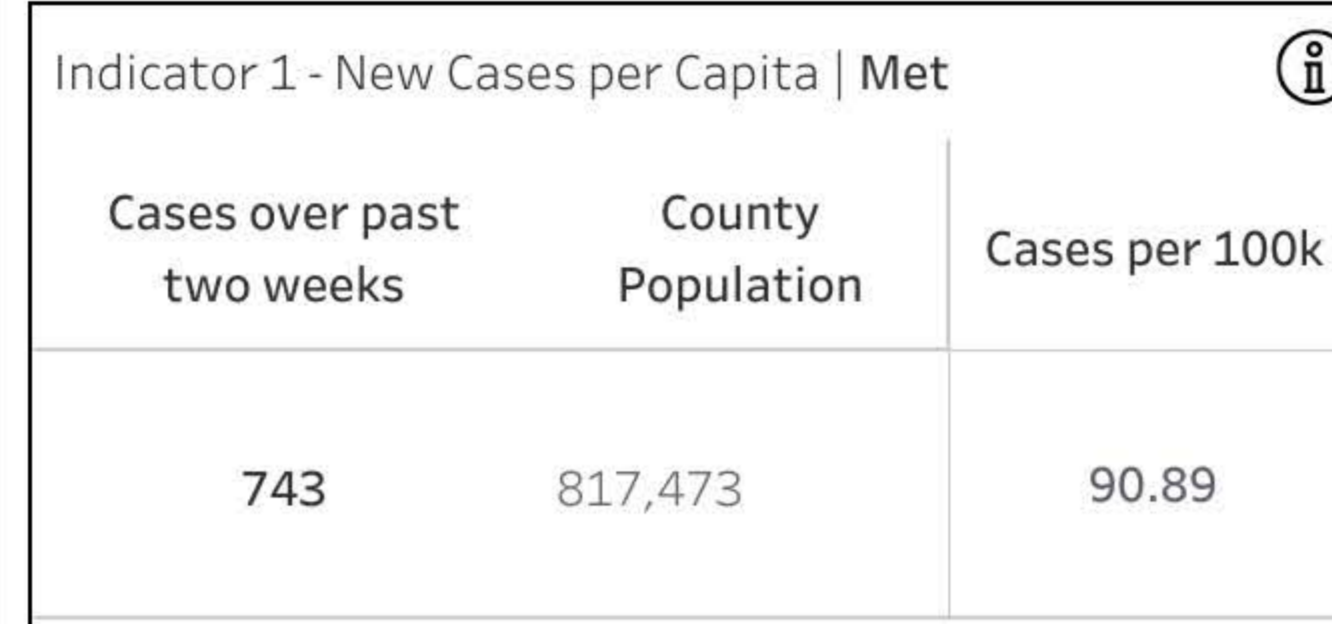 Indicator 1 - New Cases per Capita | Met
Cases over past
two weeks
County
Population
Cases per 100k
743
817,473
90.89